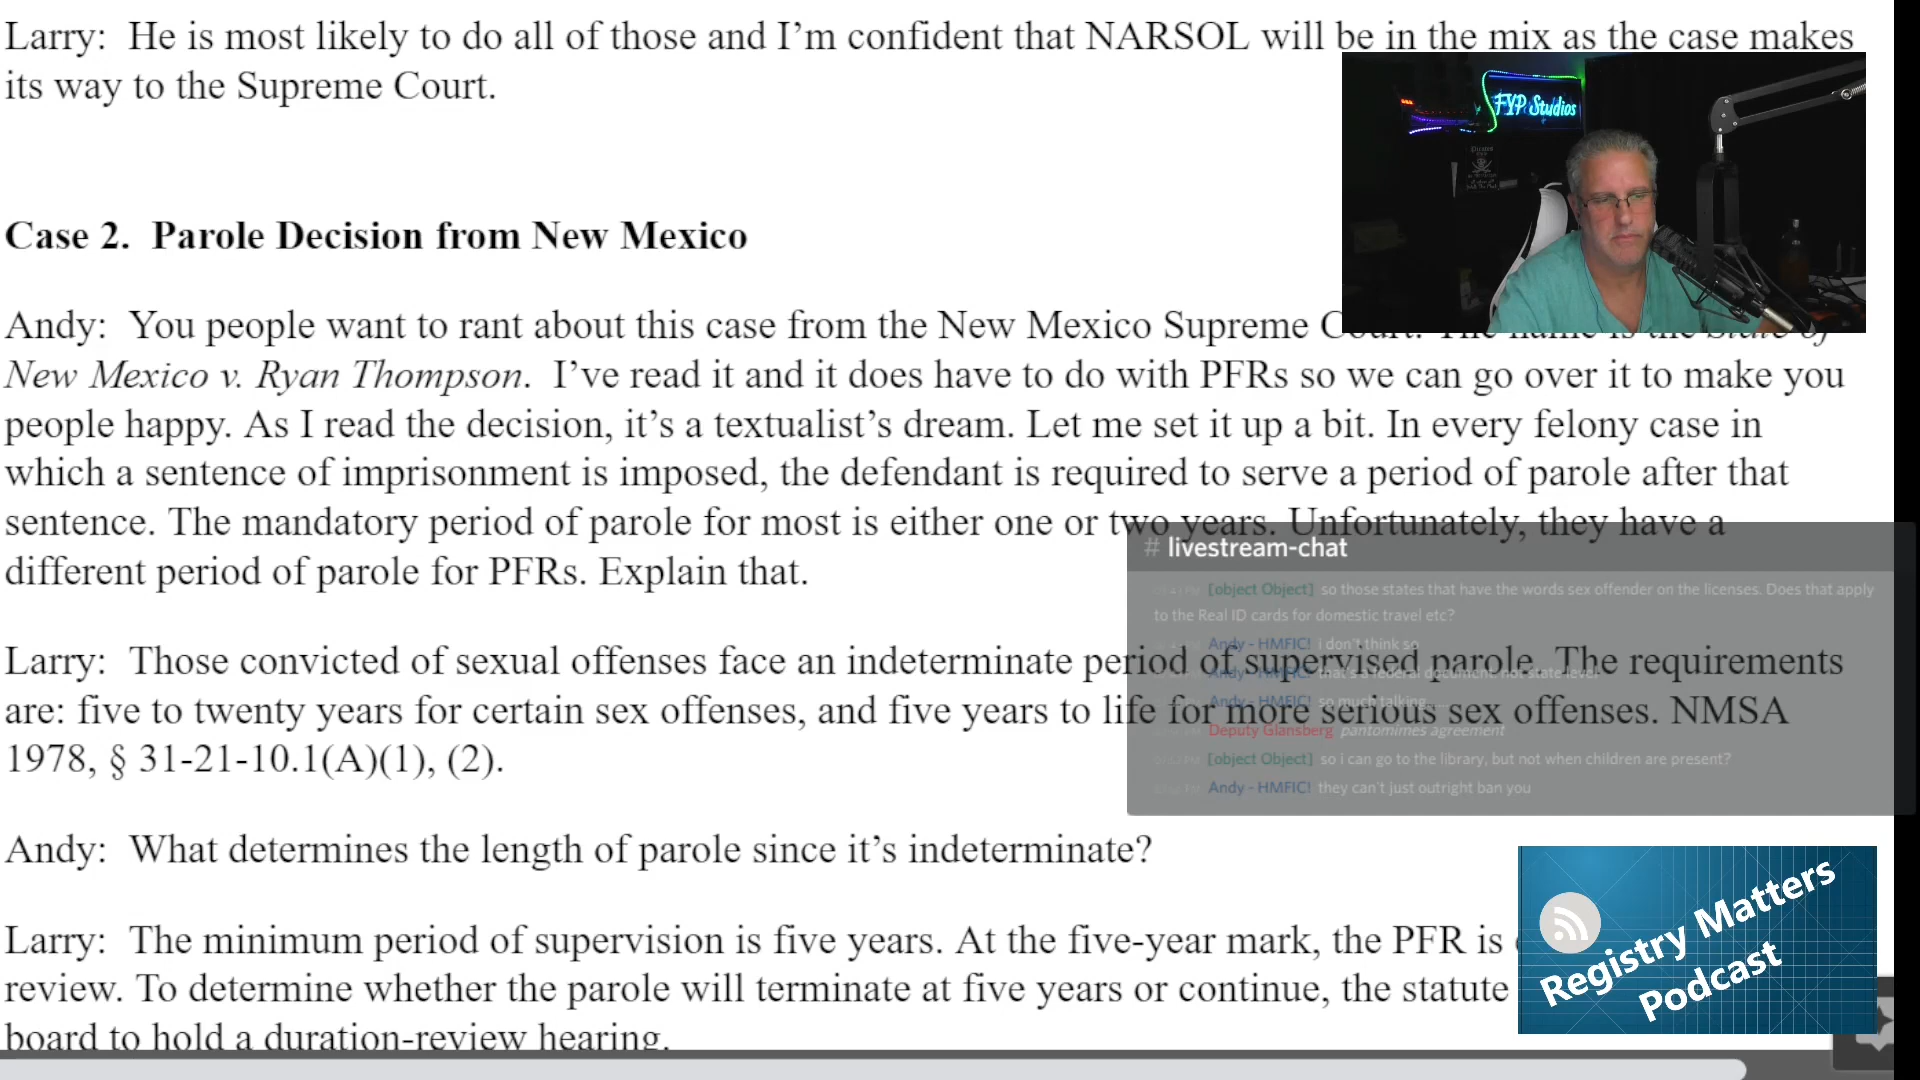 Larry: He is most likely to do all of those and I’m confident that NARSOL will be in the mix as the case makes
its way to the Supreme Court.
FYP Studios
Case 2. Parole Decision from New Mexico
Andy: You people want to rant about this case from the New Mexico Supreme
New Mexico v. Ryan Thompson. I’ve read it and it does have to do with PFRs so we can go over it to make you
people happy. As I read the decision, it’s a textualist’s dream. Let me set it up a bit. In every felony case in
which a sentence of imprisonment is imposed, the defendant is required to serve a period of parole after that
sentence. The mandatory period of parole for most is either one or two years. Unfortunately, they have a
different period of parole for PFRs. Explain that.
Larry: Those convicted of sexual offenses face an indeterminate period of supervised parole. The requirements
are: five to twenty years for certain sex offenses, and five years to life for more serious sex offenses. NMSA
1978, § 31-21-10.1(A)(1), (2).
Andy: What determines the length of parole since it’s indeterminate?
Larry: The minimum period of supervision is five years. At the five-year mark, the PFR is
review. To determine whether the parole will terminate at five years or continue, the statute
board to hold a duration-review hearing.
# livestream-chat
[object Object] so those states that have the words sex offender on the licenses. Does that apply
to the Real ID cards for domestic travel etc?
Andy - HMFIC! i don't think so
Andy - HMFIC! that's a federal document not state level
Andy - HMFIC! so much talking....
Deputy Glansberg pantomimes agreement
[object Object] so i can go to the library, but not when children are present?
Andy - HMFIC! they can't just outright ban you
Registry Matters
Podcast